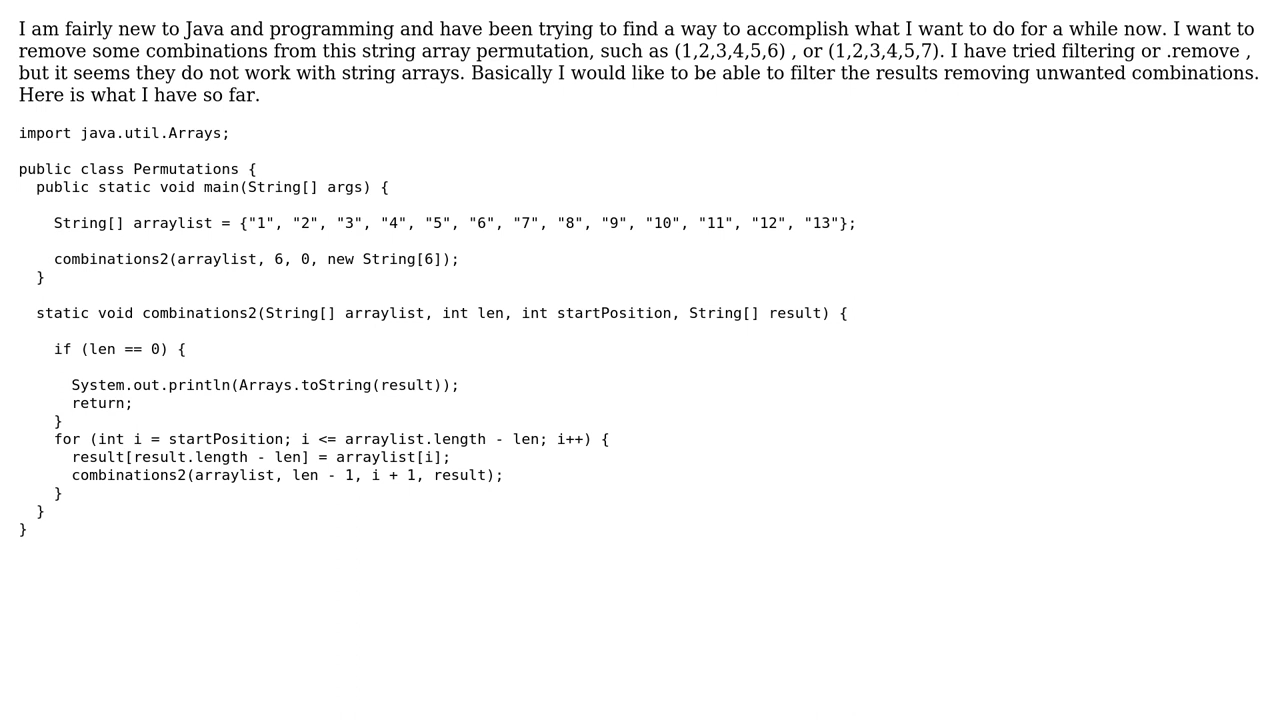 I am fairly new to Java and programming and have been trying to find a way to accomplish what I want to do for a while now. I want to
remove some combinations from this string array permutation, such as (1,2,3,4,5,6) , or (1,2,3,4,5,7). I have tried filtering or .remove ,
but it seems they do not work with string arrays. Basically I would like to be able to filter the results removing unwanted combinations.
Here is what I have so far.
import java.util.Arrays;
public class Permutations {
  public static void main(String[] args) {
    String[] arraylist = {"1", "2", "3", "4", "5", "6", "7", "8", "9", "10", "11", "12", "13"};
    combinations2(arraylist, 6, 0, new String[6]);
  }
  static void combinations2(String[] arraylist, int len, int startPosition, String[] result) {
    if (len == 0) {
      System.out.println(Arrays.toString(result));
      return;
    }
    for (int i = startPosition; i <= arraylist.length - len; i++) {
      result[result.length - len] = arraylist[i];
      combinations2(arraylist, len - 1, i + 1, result);
    }
  }
}